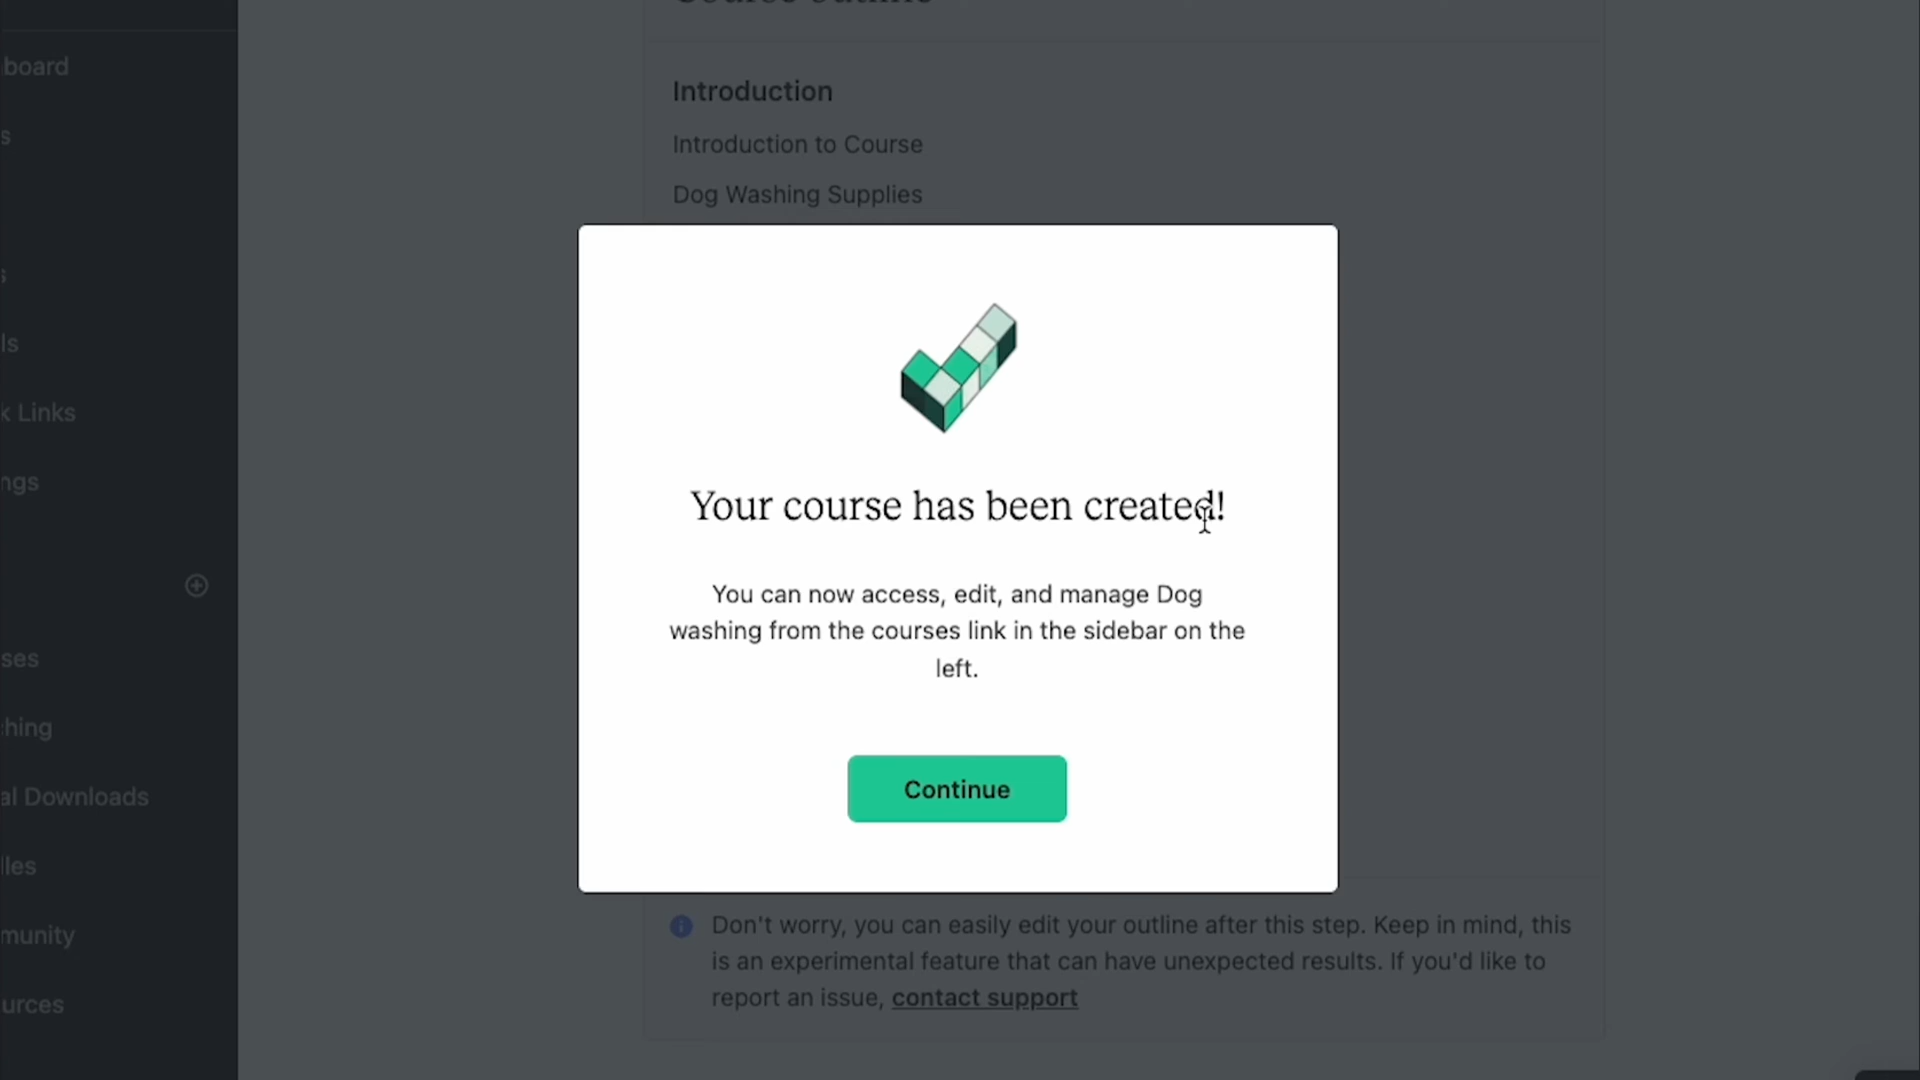 Course outline
board
Introduction
s
Introduction to Course
Dog Washing Supplies
s
ls
k Links
ngs
Your course has been created!
You can now access, edit, and manage Dog
washing from the courses link in the sidebar on the
left.
ses
hing
Continue
al Downloads
lles
munity
urces
Don't worry, you can easily edit your outline after this step. Keep in mind, this
is an experimental feature that can have unexpected results. If you'd like to
report an issue, contact support